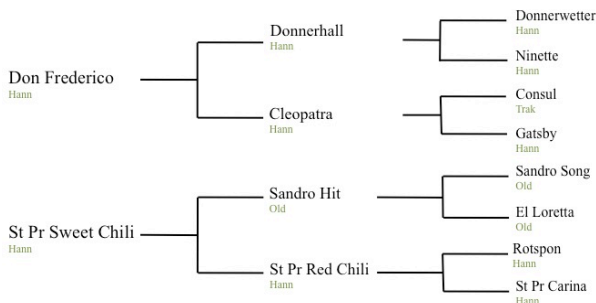 Don Frederico
Hann
St Pr Sweet Chili
Hann
Donnerhall
Hann
Cleopatra
Hann
Sandro Hit
Old
St Pr Red Chili
Hann
Donnerwetter
Hann
Ninette
Hann
Consul
Trak
Gatsby
Hann
Sandro Song
Old
El Loretta
Old
Rotspon
Hann
St Pr Carina
Hann